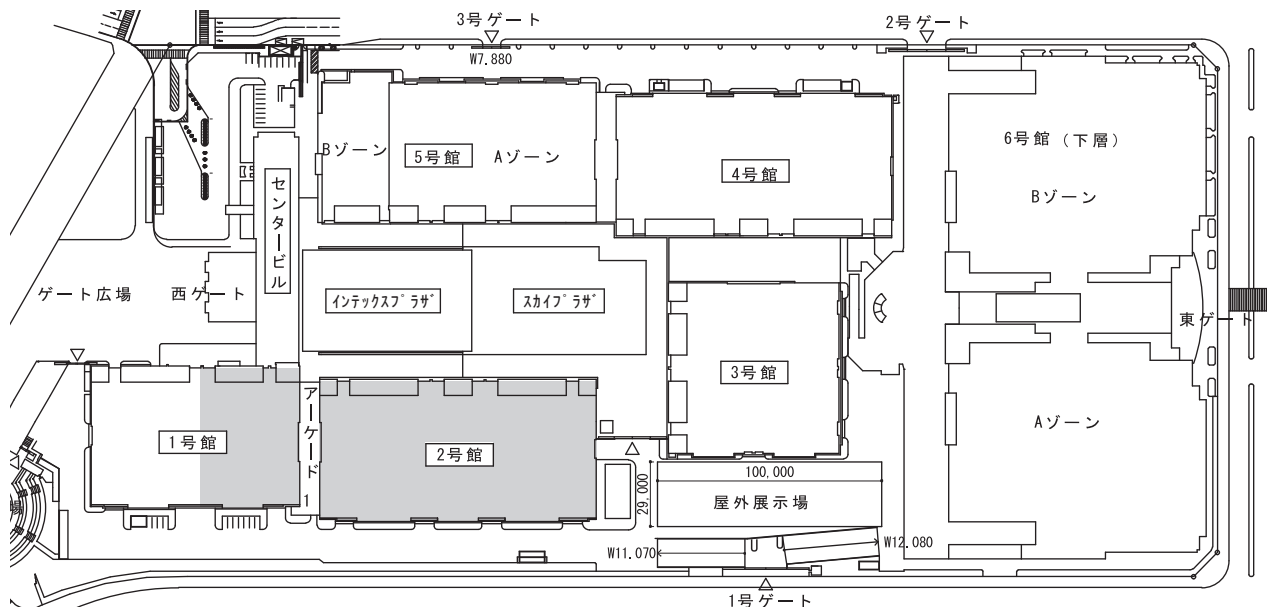 3号ゲート
2号ゲート
W7.880
Bゾーン
5号館
Aゾーン
4号館
6号館（下層）
Bゾーン
センタービル
ゲート広場
西ゲート
インテックスプラザ
スカイプラザ
東ゲート
3号館
アーケード1
1号館
2号館
Aゾーン
100,000
29,000
屋外展示場
W11.070
W12.080
1号ゲート